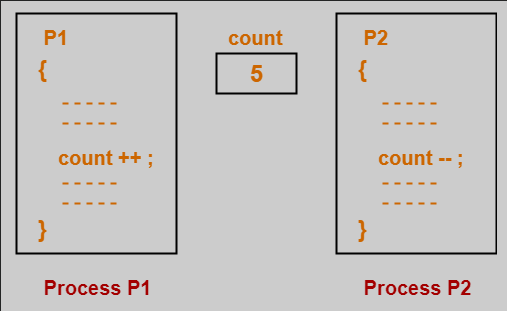 P1
{
- - - - -
- - - - -
count ++ ;
- - - - -
- - - - -
}
Process P1
count
5
P2
{
- - - - -
- - - - -
count -- ;
- - - - -
- - - - -
}
Process P2